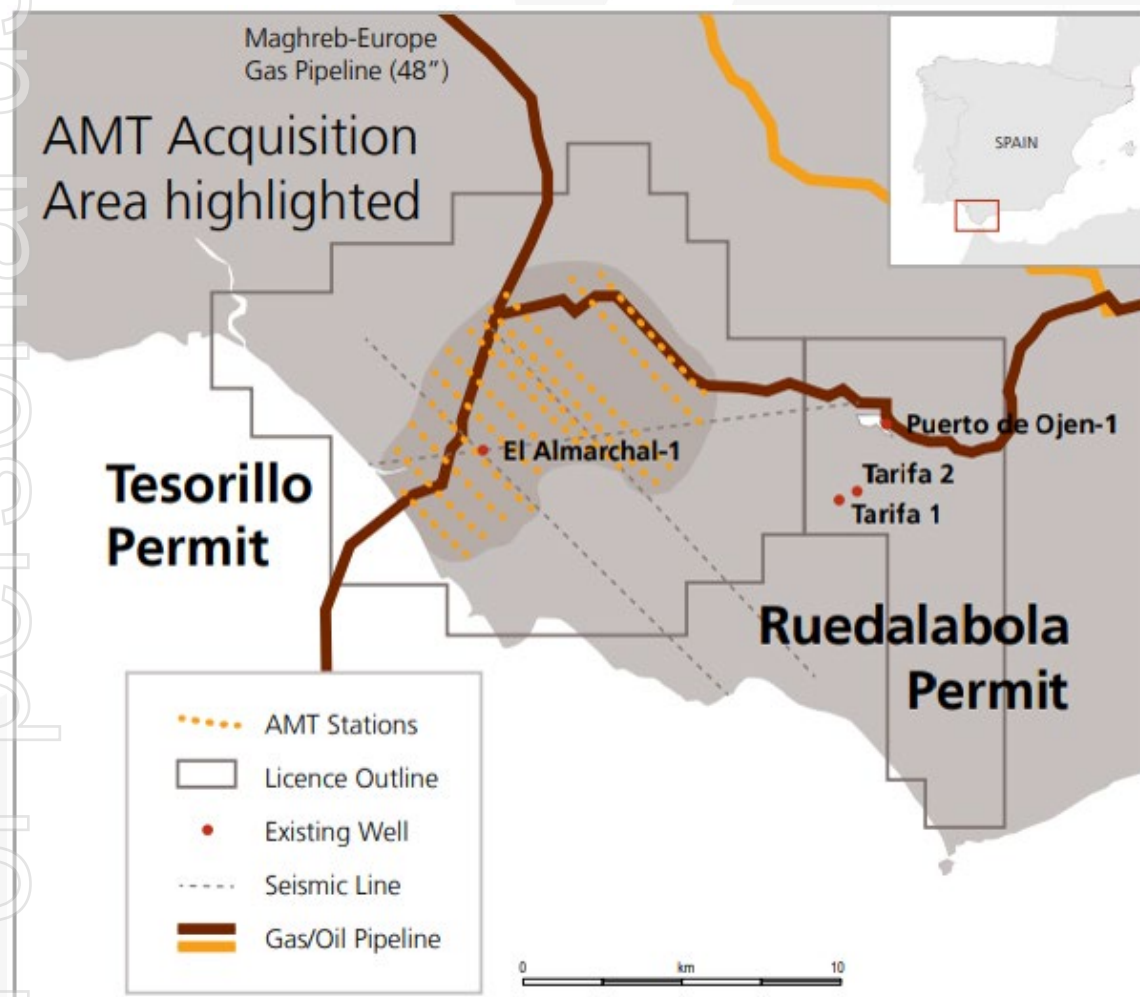 Maghreb-Europe
Gas Pipeline (48”)
AMT Acquisition
Area highlighted
SPAIN
Puerto de Ojen-1
El Almarchal-1
Tarifa 2
Tarifa 1
Tesorillo
Permit
Ruedalabola
Permit
AMT Stations
Licence Outline
Existing Well
Seismic Line
Gas/Oil Pipeline
0 km 10